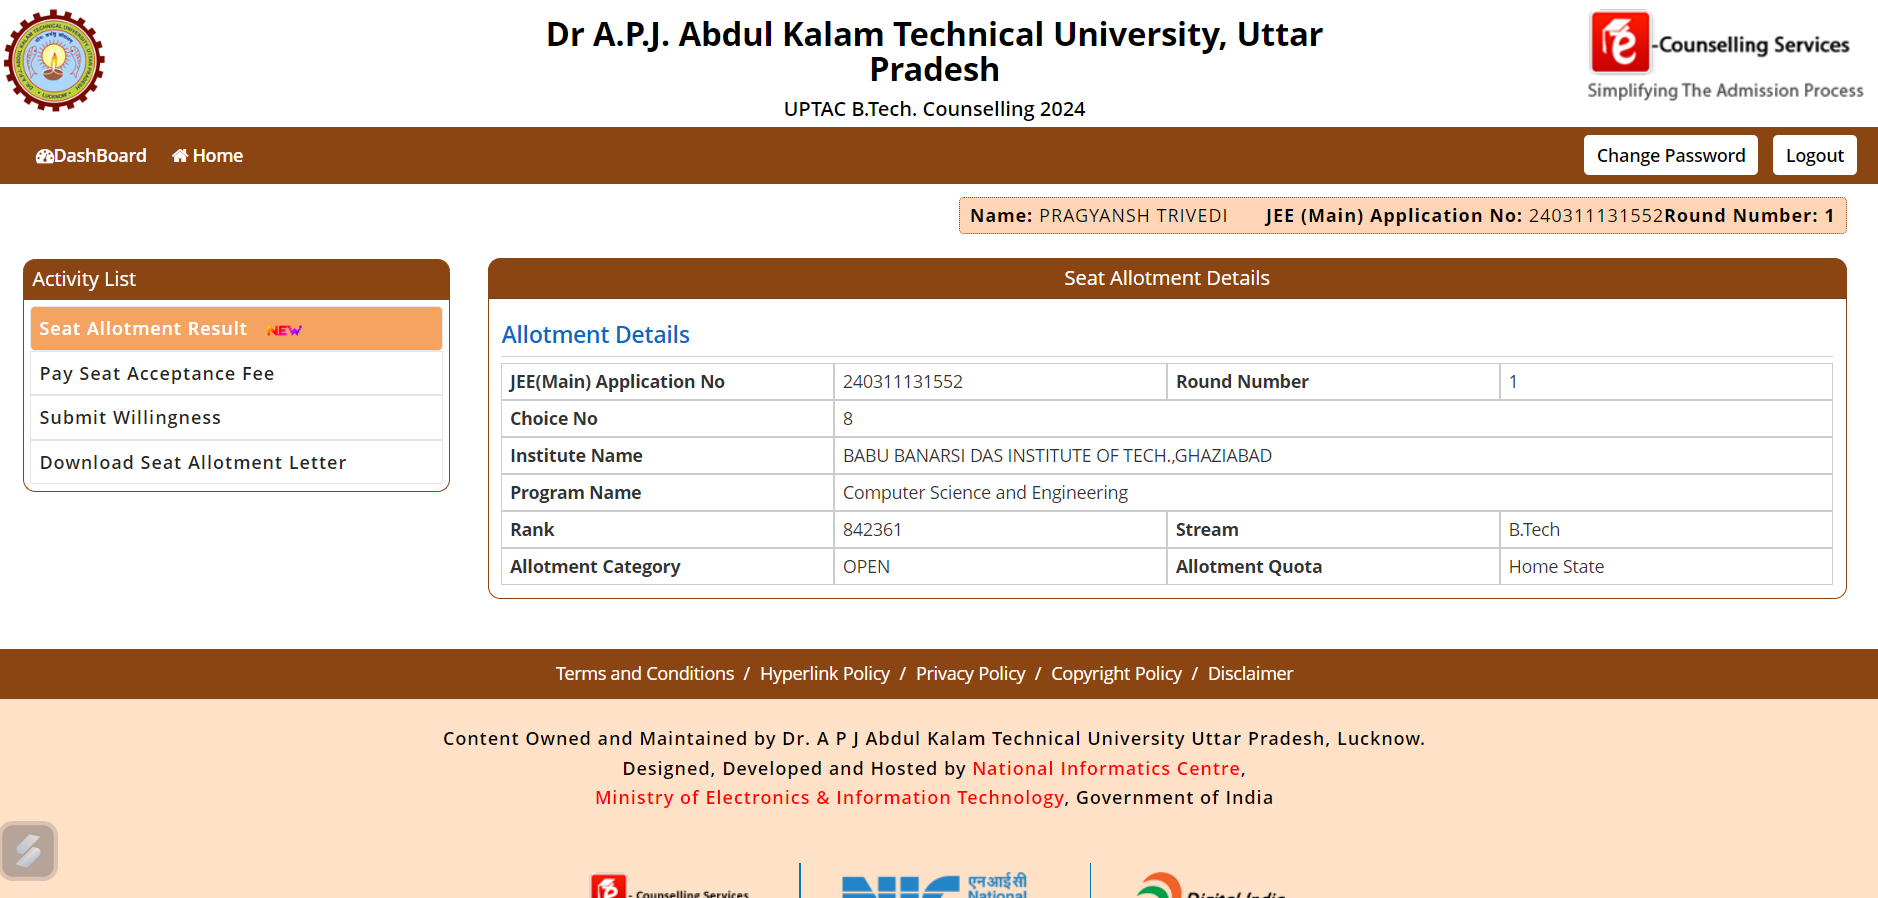 Dr A.P.J. Abdul Kalam Technical University, Uttar
Pradesh
UPTAC B.Tech. Counselling 2024
e-Counselling Services
Simplifying The Admission Process
DashBoard Home Change Password Logout
Name: PRAGYANSH TRIVEDI JEE (Main) Application No: 240311131552Round Number: 1
Activity List
Seat Allotment Result NEW
Pay Seat Acceptance Fee
Submit Willingness
Download Seat Allotment Letter
Seat Allotment Details
Allotment Details
JEE(Main) Application No 240311131552 Round Number 1
Choice No 8
Institute Name BABU BANARSI DAS INSTITUTE OF TECH.,GHAZIABAD
Program Name Computer Science and Engineering
Rank 842361 Stream B.Tech
Allotment Category OPEN Allotment Quota Home State
Terms and Conditions / Hyperlink Policy / Privacy Policy / Copyright Policy / Disclaimer
Content Owned and Maintained by Dr. A P J Abdul Kalam Technical University Uttar Pradesh, Lucknow.
Designed, Developed and Hosted by National Informatics Centre,
Ministry of Electronics & Information Technology, Government of India
e - Counselling Services NIC एनआईसी National Digital India